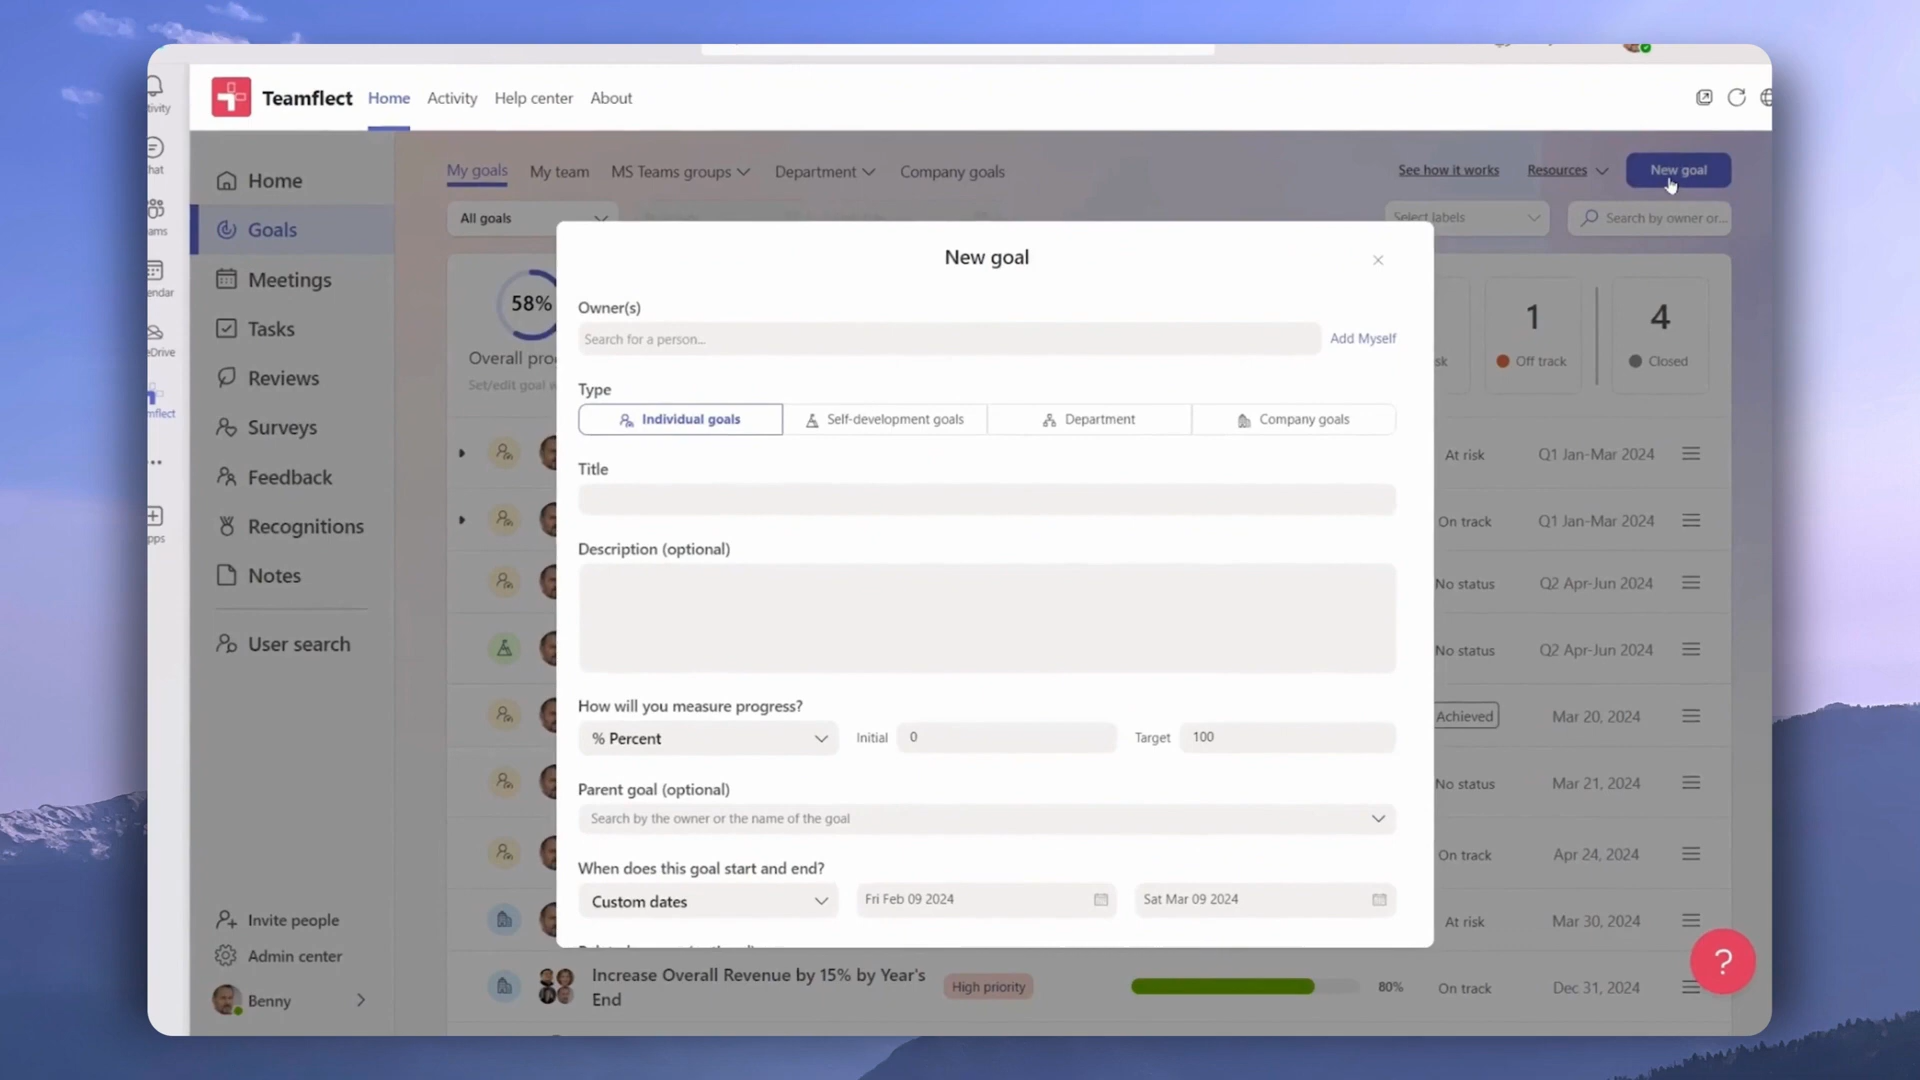 Teamflect
Home
Activity
Help center
About
Home
Goals
Meetings
Tasks
Reviews
Surveys
Feedback
Recognitions
Notes
User search
Invite people
Admin center
Benny
My goals
My team
MS Teams groups
Department
Company goals
See how it works
Resources
New goal
All goals
Select labels
Search by owner or...
58%
1
Off track
4
Closed
New goal
Owner(s)
Search for a person...
Add Myself
Type
Individual goals
Self-development goals
Department
Company goals
Title
Description (optional)
How will you measure progress?
% Percent
Initial
0
Target
100
Parent goal (optional)
Search by the owner or the name of the goal
When does this goal start and end?
Custom dates
Fri Feb 09 2024
Sat Mar 09 2024
At risk
Q1 Jan-Mar 2024
On track
Q1 Jan-Mar 2024
No status
Q2 Apr-Jun 2024
No status
Q2 Apr-Jun 2024
Achieved
Mar 20, 2024
No status
Mar 21, 2024
On track
Apr 24, 2024
At risk
Mar 30, 2024
Increase Overall Revenue by 15% by Year's
End
High priority
80%
On track
Dec 31, 2024
?